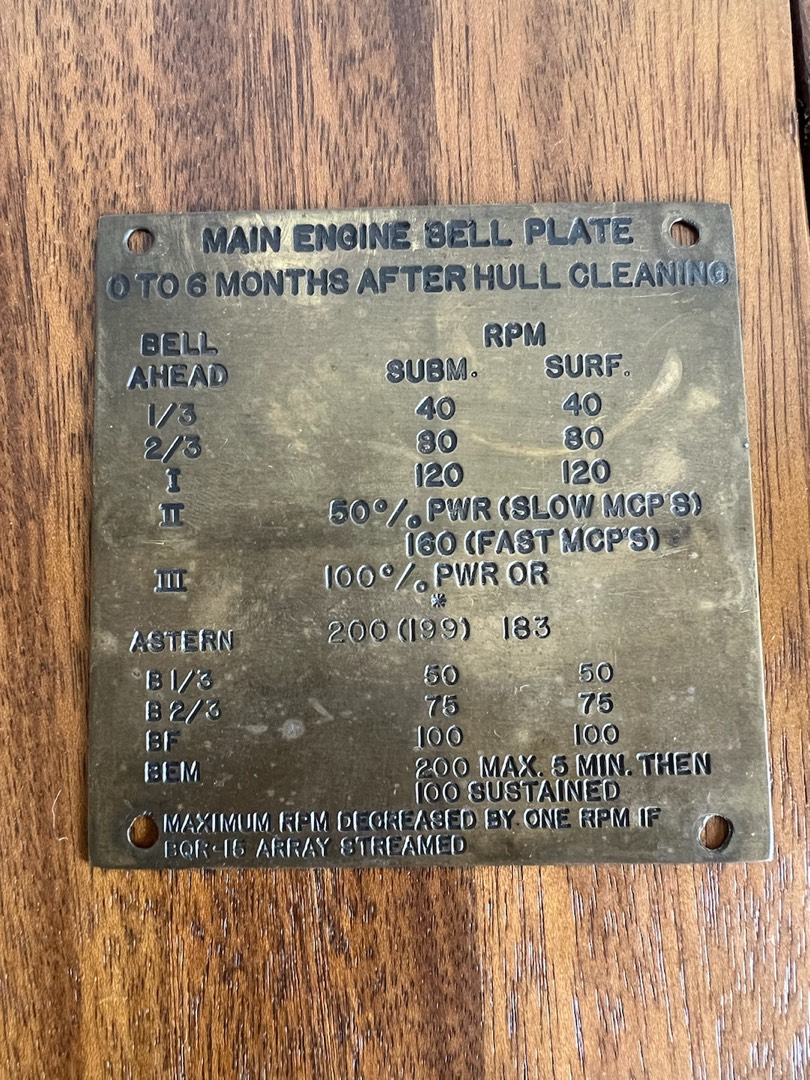 MAIN ENGINE BELL PLATE
0 TO 6 MONTHS AFTER HULL CLEANING
BELL RPM
AHEAD SUBM. SURF.
1/3 40 40
2/3 80 80
I 120 120
II 50% PWR (SLOW MCP'S)
160 (FAST MCP'S)
III 100% PWR OR
*
ASTERN 200 (199) 183
B 1/3 50 50
B 2/3 75 75
BF 100 100
BEM 200 MAX. 5 MIN. THEN
100 SUSTAINED
MAXIMUM RPM DECREASED BY ONE RPM IF
BQR-15 ARRAY STREAMED